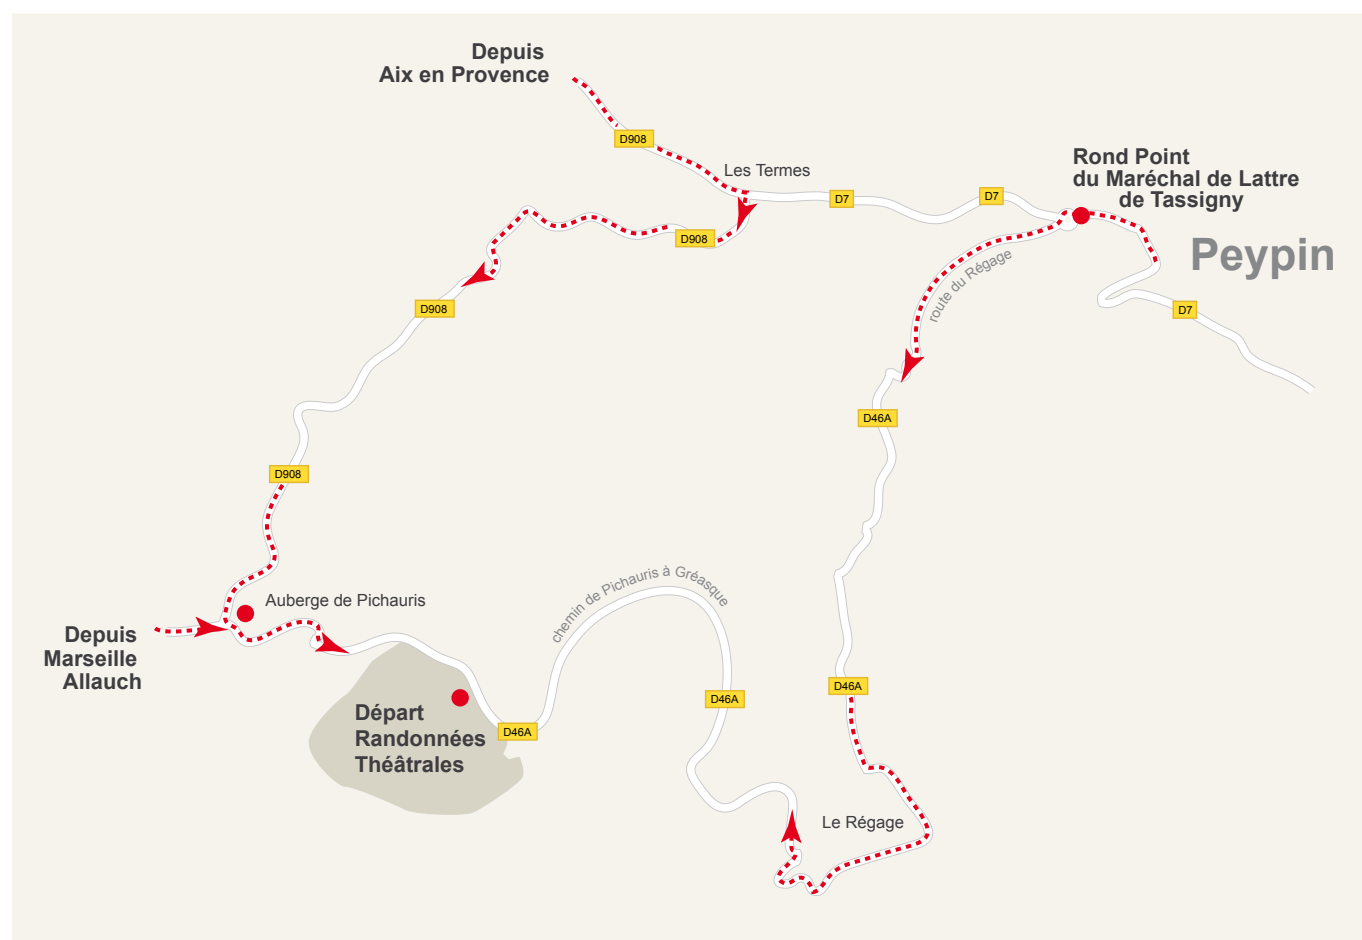 Depuis
Aix en Provence
D908
Les Termes
D7
D7
Rond Point
du Maréchal de Lattre
de Tassigny
Peypin
D908
route du Régage
D908
D7
D46A
D908
chemin de Pichauris à Gréasque
Auberge de Pichauris
Depuis
Marseille
Allauch
D46A
D46A
Départ
Randonnées
Théâtrales
D46A
Le Régage